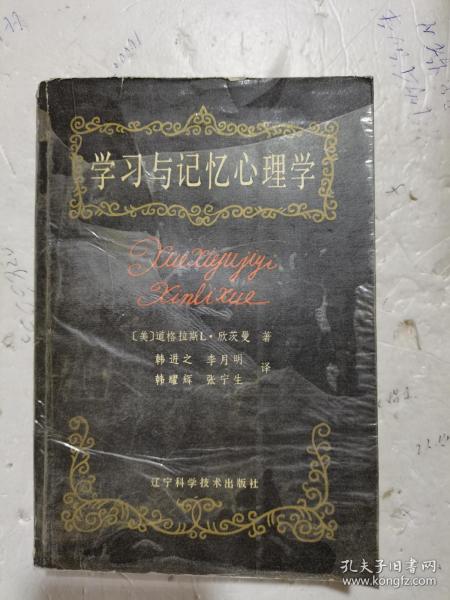 学习与记忆心理学
Xuexiyujiyi
Xinlixue
〔美〕道格拉斯L·欣茨曼 著
韩进之 李月明
韩耀辉 张宁生 译
辽宁科学技术出版社
孔夫子旧书网
www.kongfz.com